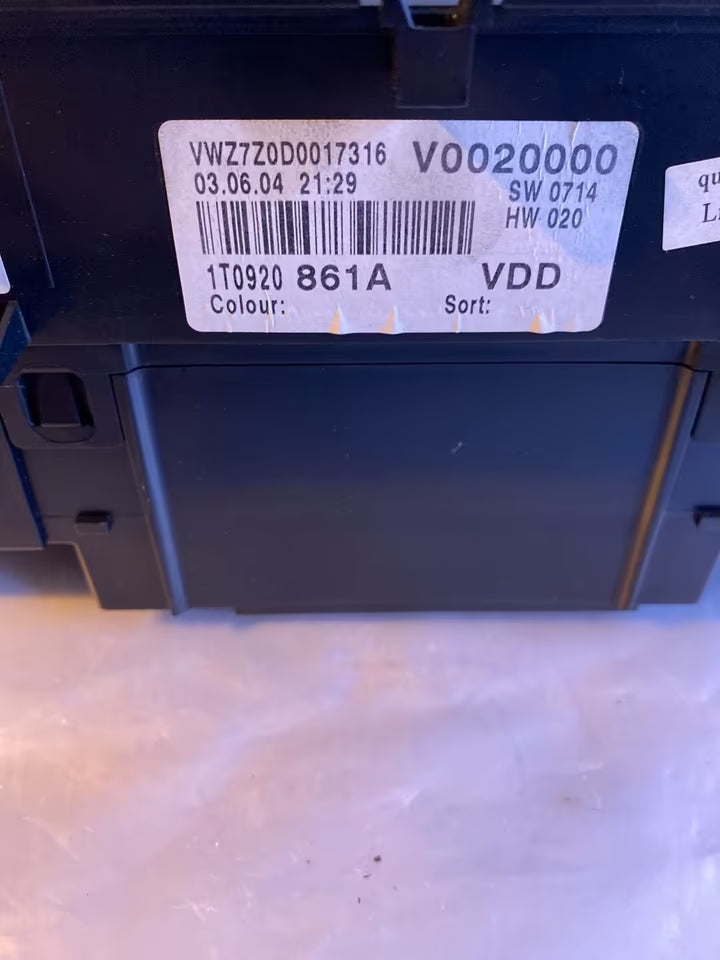 VWZ7Z0D0017316 V0020000
03.06.04 21:29 SW 0714
HW 020
1T0920 861A VDD
Colour: Sort: